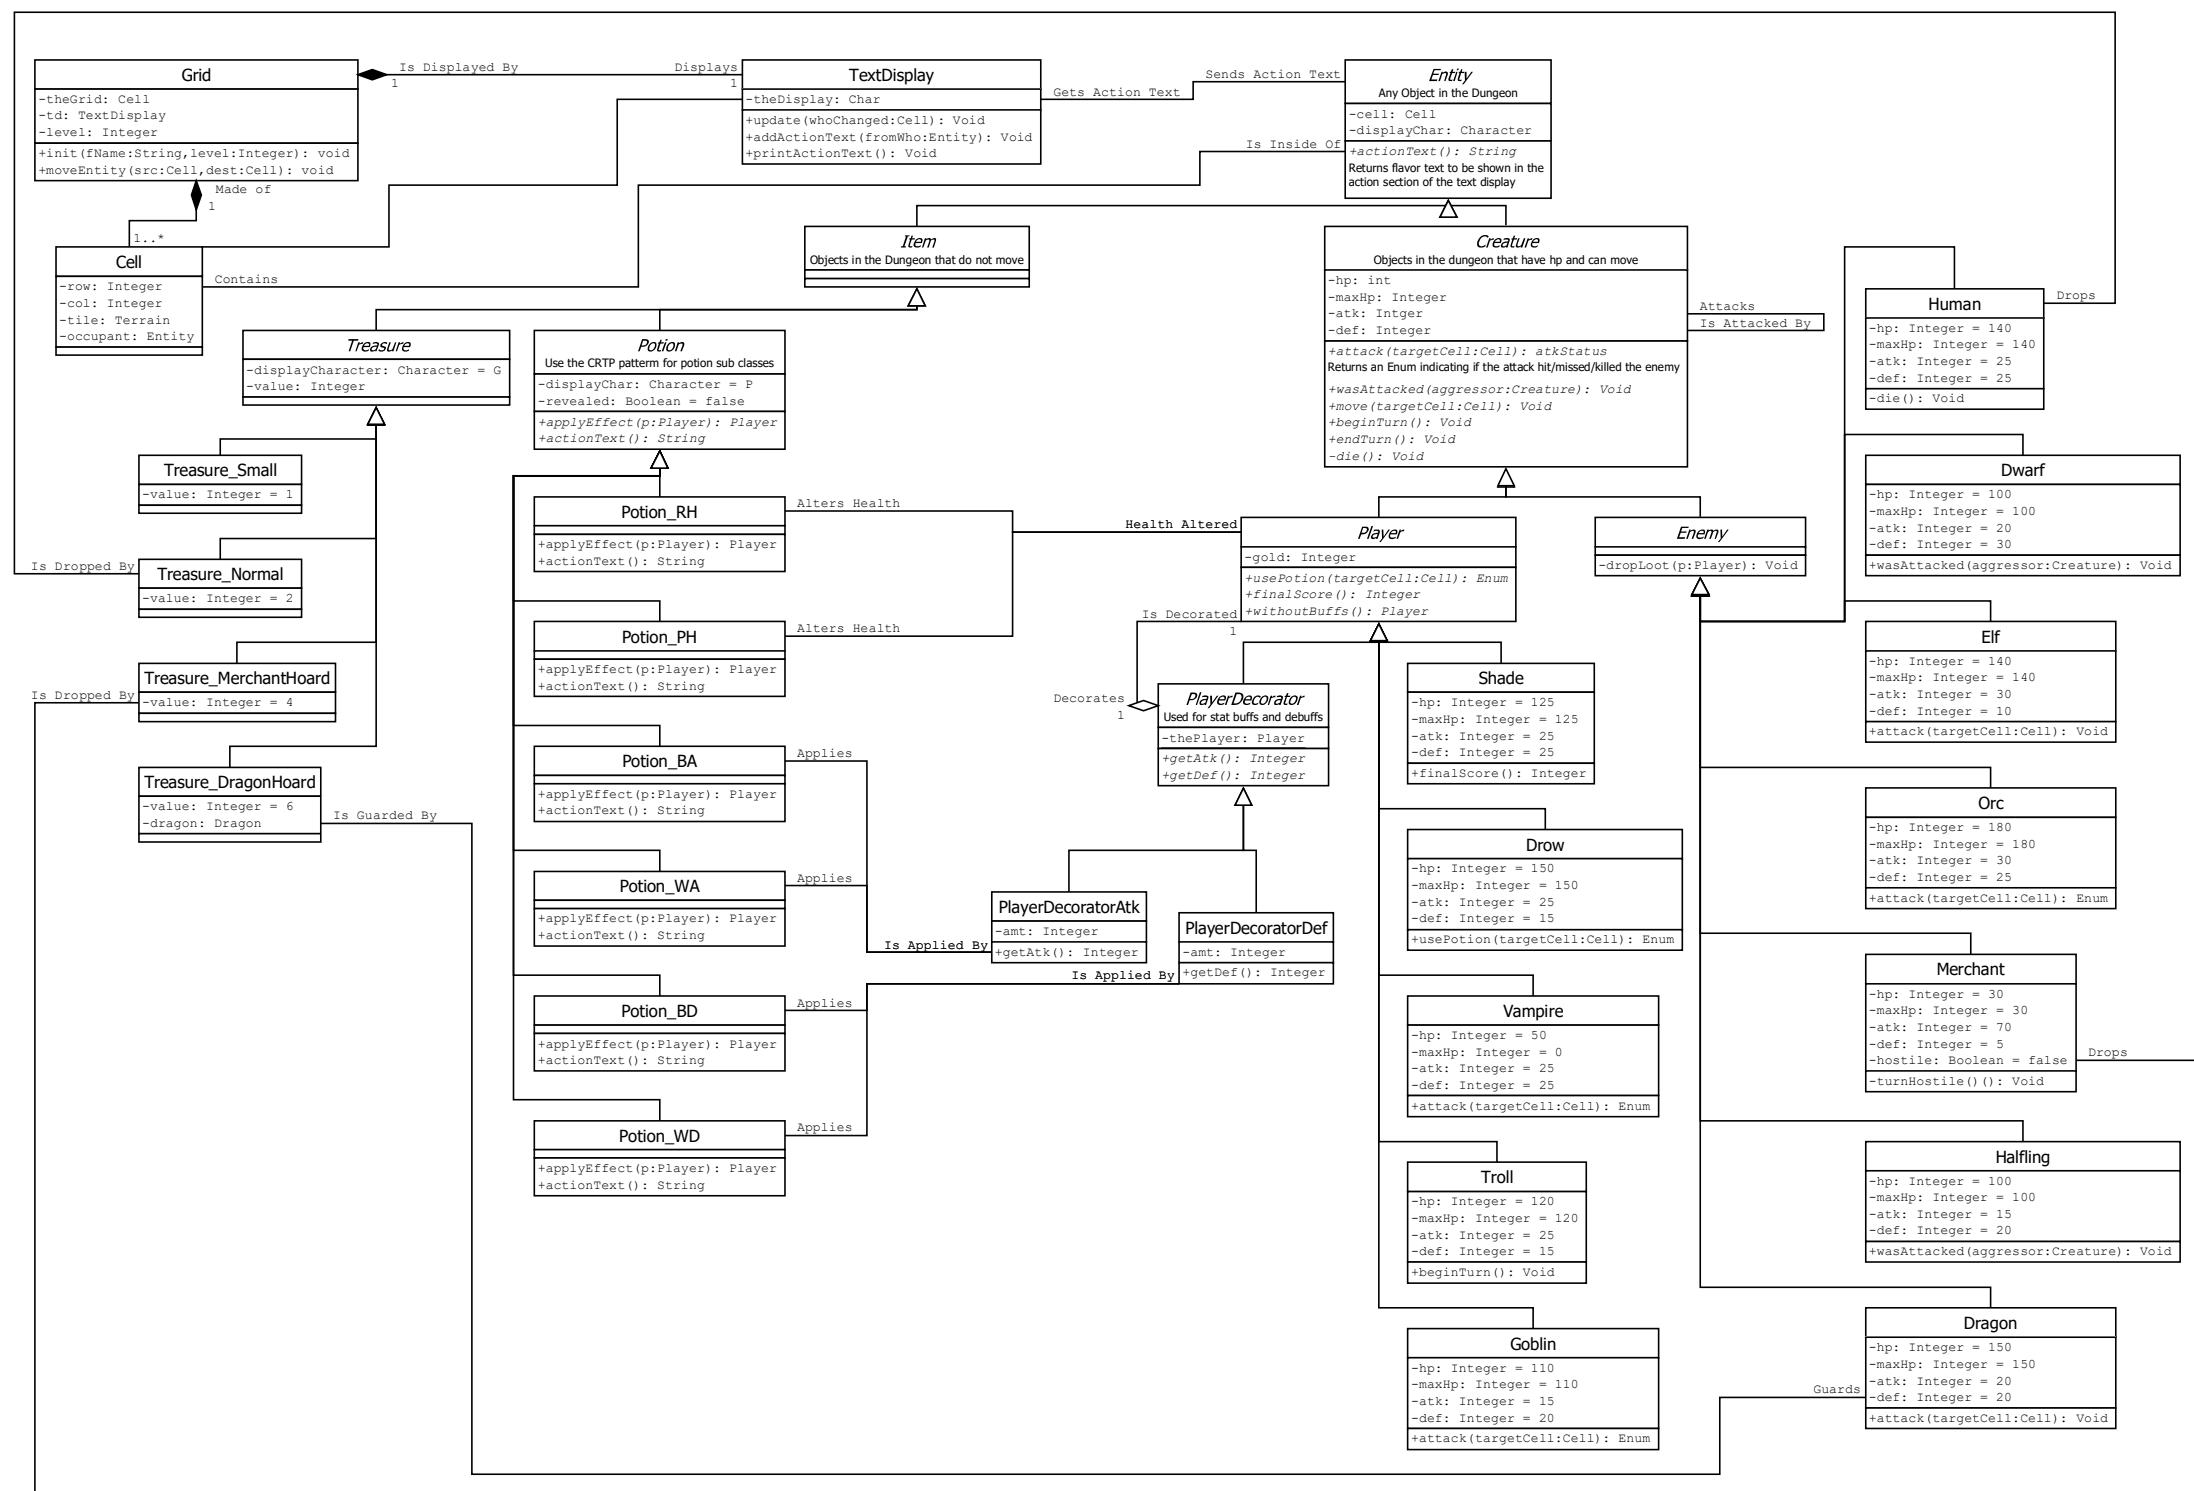 Grid
-theGrid: Cell
-td: TextDisplay
-level: Integer
+init(fName:String,level:Integer): void
+moveEntity(src:Cell,dest:Cell): void
Is Displayed By
1
Displays
1
TextDisplay
-theDisplay: Char
+update(whoChanged:Cell): Void
+addActionText(fromWho:Entity): Void
+printActionText(): Void
Gets Action Text
Sends Action Text
Entity
Any Object in the Dungeon
-cell: Cell
-displayChar: Character
+actionText(): String
Returns flavor text to be shown in the
action section of the text display
Is Inside Of
Made of
1
1..*
Cell
-row: Integer
-col: Integer
-tile: Terrain
-occupant: Entity
Contains
Item
Objects in the Dungeon that do not move
Creature
Objects in the dungeon that have hp and can move
-hp: int
-maxHp: Integer
-atk: Intger
-def: Integer
+attack(targetCell:Cell): atkStatus
Returns an Enum indicating if the attack hit/missed/killed the enemy
+wasAttacked(aggressor:Creature): Void
+move(targetCell:Cell): Void
+beginTurn(): Void
+endTurn(): Void
-die(): Void
Attacks
Is Attacked By
Human
-hp: Integer = 140
-maxHp: Integer = 140
-atk: Integer = 25
-def: Integer = 25
-die(): Void
Drops
Treasure
-displayCharacter: Character = G
-value: Integer
Potion
Use the CRTP patterm for potion sub classes
-displayChar: Character = P
-revealed: Boolean = false
+applyEffect(p:Player): Player
+actionText(): String
Treasure_Small
-value: Integer = 1
Is Dropped By
Treasure_Normal
-value: Integer = 2
Is Dropped By
Treasure_MerchantHoard
-value: Integer = 4
Treasure_DragonHoard
-value: Integer = 6
-dragon: Dragon
Is Guarded By
Potion_RH
+applyEffect(p:Player): Player
+actionText(): String
Alters Health
Potion_PH
+applyEffect(p:Player): Player
+actionText(): String
Alters Health
Potion_BA
+applyEffect(p:Player): Player
+actionText(): String
Applies
Potion_WA
+applyEffect(p:Player): Player
+actionText(): String
Applies
Potion_BD
+applyEffect(p:Player): Player
+actionText(): String
Applies
Potion_WD
+applyEffect(p:Player): Player
+actionText(): String
Applies
Health Altered
Player
-gold: Integer
+usePotion(targetCell:Cell): Enum
+finalScore(): Integer
+withoutBuffs(): Player
Is Decorated
1
Decorates
1
PlayerDecorator
Used for stat buffs and debuffs
-thePlayer: Player
+getAtk(): Integer
+getDef(): Integer
Is Applied By
PlayerDecoratorAtk
-amt: Integer
+getAtk(): Integer
Is Applied By
PlayerDecoratorDef
-amt: Integer
+getDef(): Integer
Enemy
-dropLoot(p:Player): Void
Shade
-hp: Integer = 125
-maxHp: Integer = 125
-atk: Integer = 25
-def: Integer = 25
+finalScore(): Integer
Drow
-hp: Integer = 150
-maxHp: Integer = 150
-atk: Integer = 25
-def: Integer = 15
+usePotion(targetCell:Cell): Enum
Vampire
-hp: Integer = 50
-maxHp: Integer = 0
-atk: Integer = 25
-def: Integer = 25
+attack(targetCell:Cell): Enum
Troll
-hp: Integer = 120
-maxHp: Integer = 120
-atk: Integer = 25
-def: Integer = 15
+beginTurn(): Void
Goblin
-hp: Integer = 110
-maxHp: Integer = 110
-atk: Integer = 15
-def: Integer = 20
+attack(targetCell:Cell): Enum
Dwarf
-hp: Integer = 100
-maxHp: Integer = 100
-atk: Integer = 20
-def: Integer = 30
+wasAttacked(aggressor:Creature): Void
Elf
-hp: Integer = 140
-maxHp: Integer = 140
-atk: Integer = 30
-def: Integer = 10
+attack(targetCell:Cell): Void
Orc
-hp: Integer = 180
-maxHp: Integer = 180
-atk: Integer = 30
-def: Integer = 25
+attack(targetCell:Cell): Enum
Merchant
-hp: Integer = 30
-maxHp: Integer = 30
-atk: Integer = 70
-def: Integer = 5
-hostile: Boolean = false
-turnHostile()(): Void
Drops
Halfling
-hp: Integer = 100
-maxHp: Integer = 100
-atk: Integer = 15
-def: Integer = 20
+wasAttacked(aggressor:Creature): Void
Guards
Dragon
-hp: Integer = 150
-maxHp: Integer = 150
-atk: Integer = 20
-def: Integer = 20
+attack(targetCell:Cell): Void